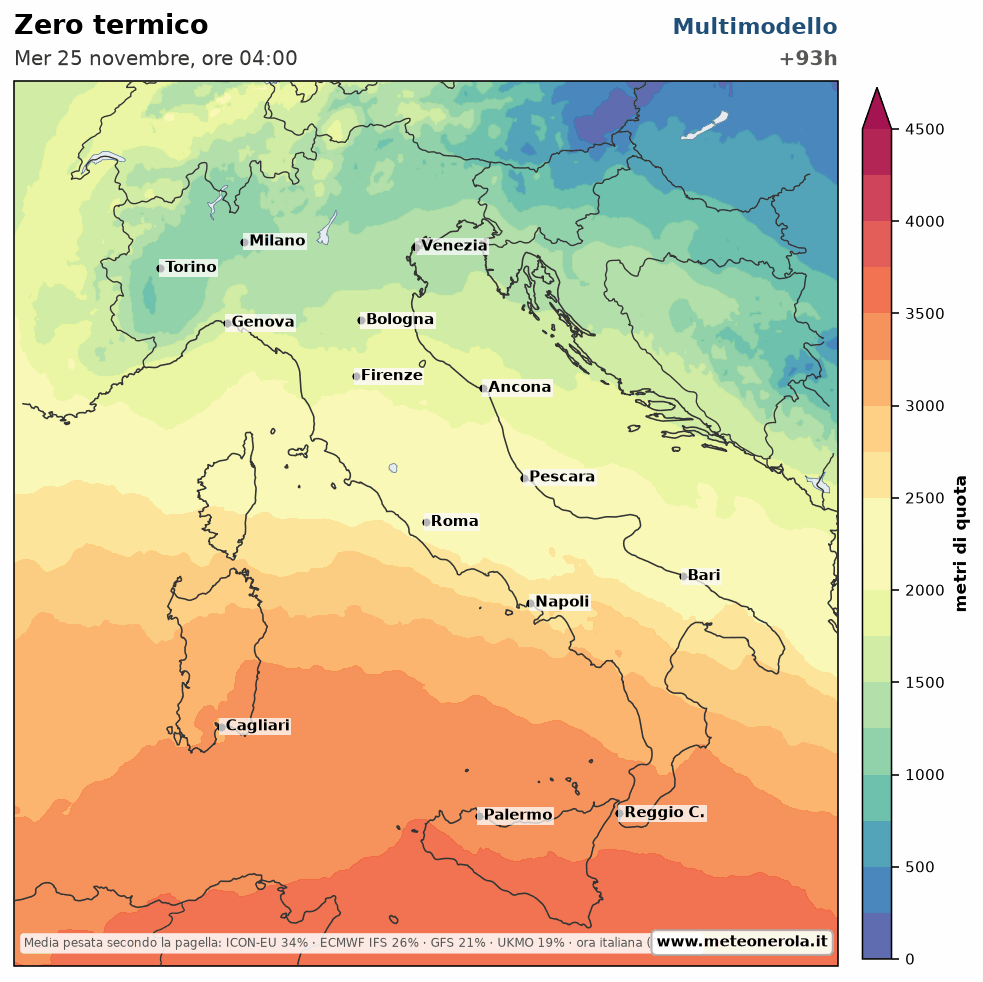 Zero termico
Multimodello
Mer 25 novembre, ore 04:00
+93h
4500
4000
3500
3000
2500
2000
1500
1000
500
0
metri di quota
Milano
Venezia
Torino
Genova
Bologna
Firenze
Ancona
Pescara
Roma
Bari
Napoli
Cagliari
Palermo
Reggio C.
Media pesata secondo la pagella: ICON-EU 34% · ECMWF IFS 26% · GFS 21% · UKMO 19% · ora italiana (
www.meteonerola.it